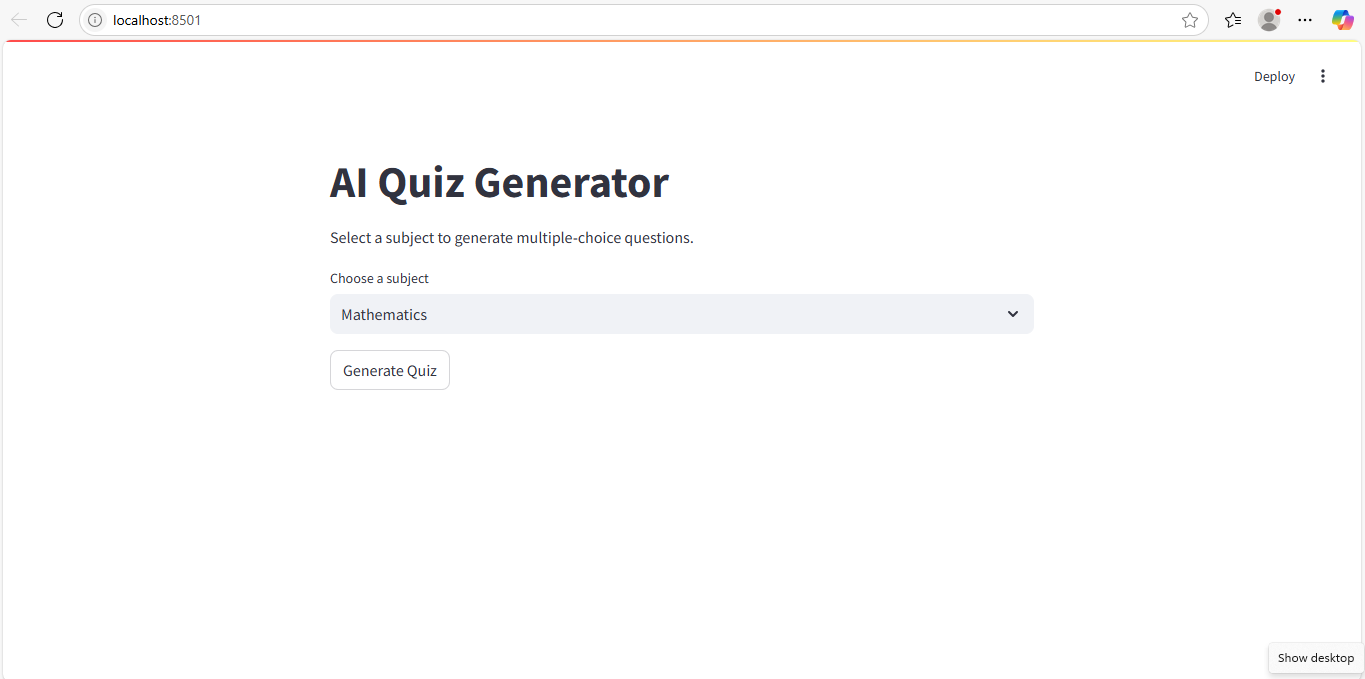 localhost:8501
Deploy
AI Quiz Generator
Select a subject to generate multiple-choice questions.
Choose a subject
Mathematics
Generate Quiz
Show desktop